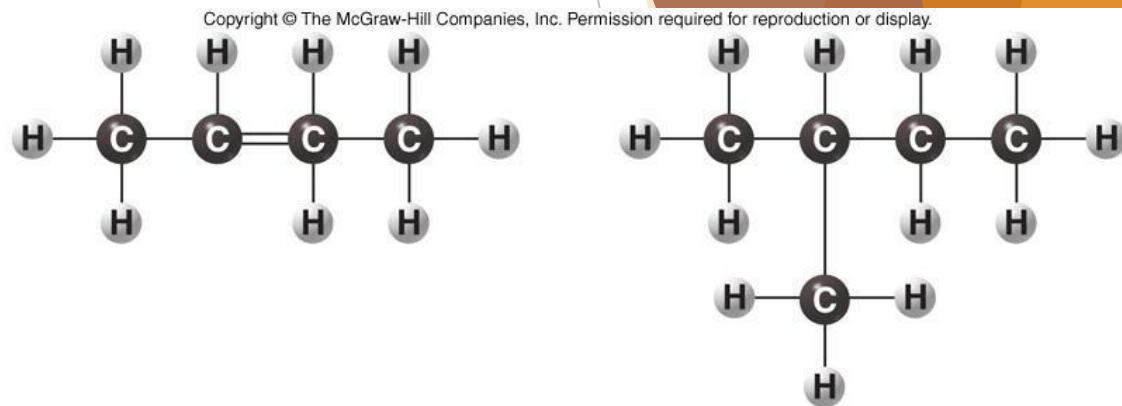 Copyright © The McGraw-Hill Companies, Inc. Permission required for reproduction or display.
H H H H H H H H
H C C C C H H C C C C H
H H H H H H
H C H
H